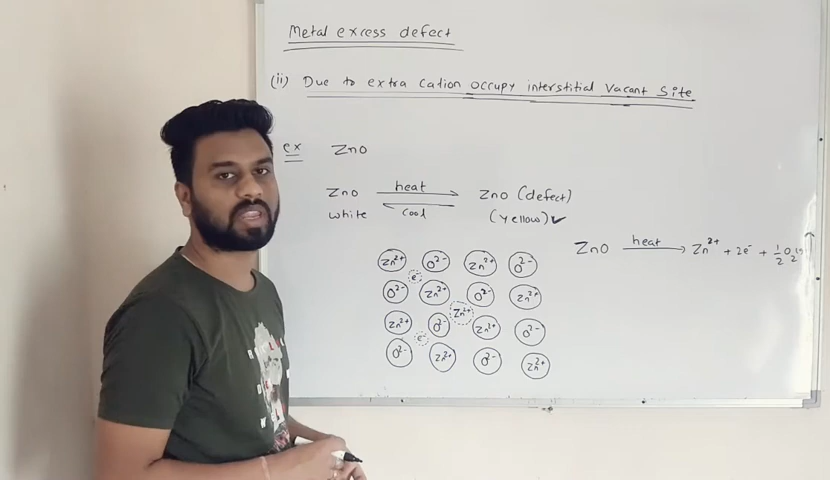 Metal excess defect
(ii) Due to extra cation occupy interstitial vacant site
ex ZnO
ZnO heat ZnO (defect)
white cool (yellow) ✓
ZnO heat → Zn²⁺ + 2e⁻ + ½O₂(g) ↑
Zn²⁺ O²⁻ Zn²⁺ O²⁻
e⁻
O²⁻ Zn²⁺ O²⁻ Zn²⁺
Zn²⁺
Zn²⁺ O²⁻ Zn²⁺ O²⁻
e⁻
O²⁻ Zn²⁺ O²⁻ Zn²⁺